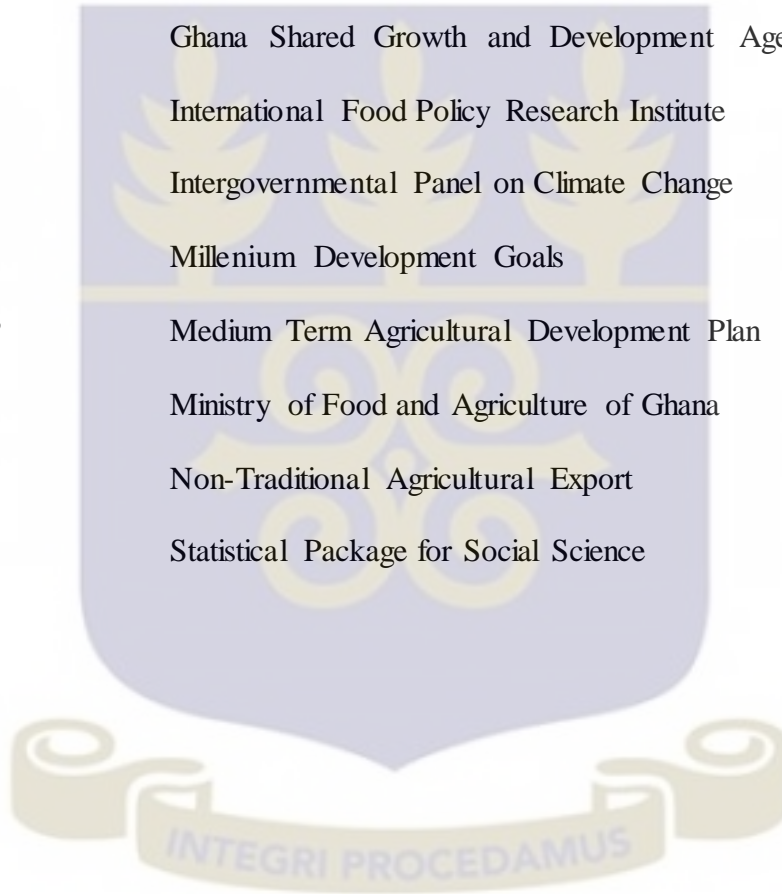 Ghana Shared Growth and Development
International Food Policy Research Institute
Intergovernmental Panel on Climate Change
Millenium Development Goals
Medium Term Agricultural Development Plan
Ministry of Food and Agriculture of Ghana
Non-Traditional Agricultural Export
Statistical Package for Social Science
INTEGRI PROCEDAMUS